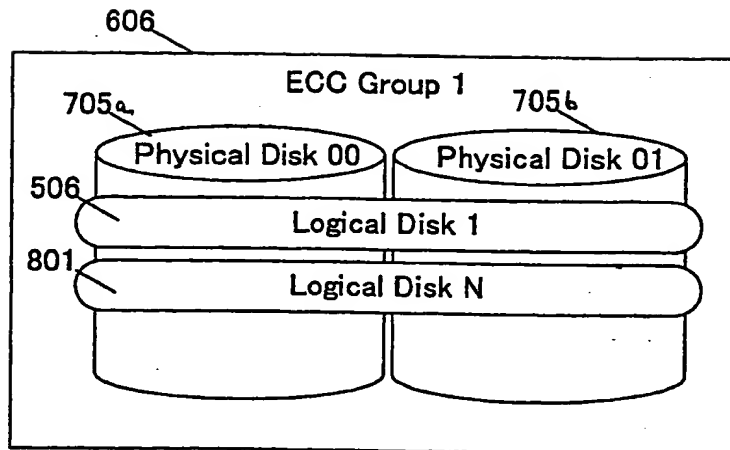 606
ECC Group 1
705a
705b
Physical Disk 00
Physical Disk 01
506
Logical Disk 1
801
Logical Disk N